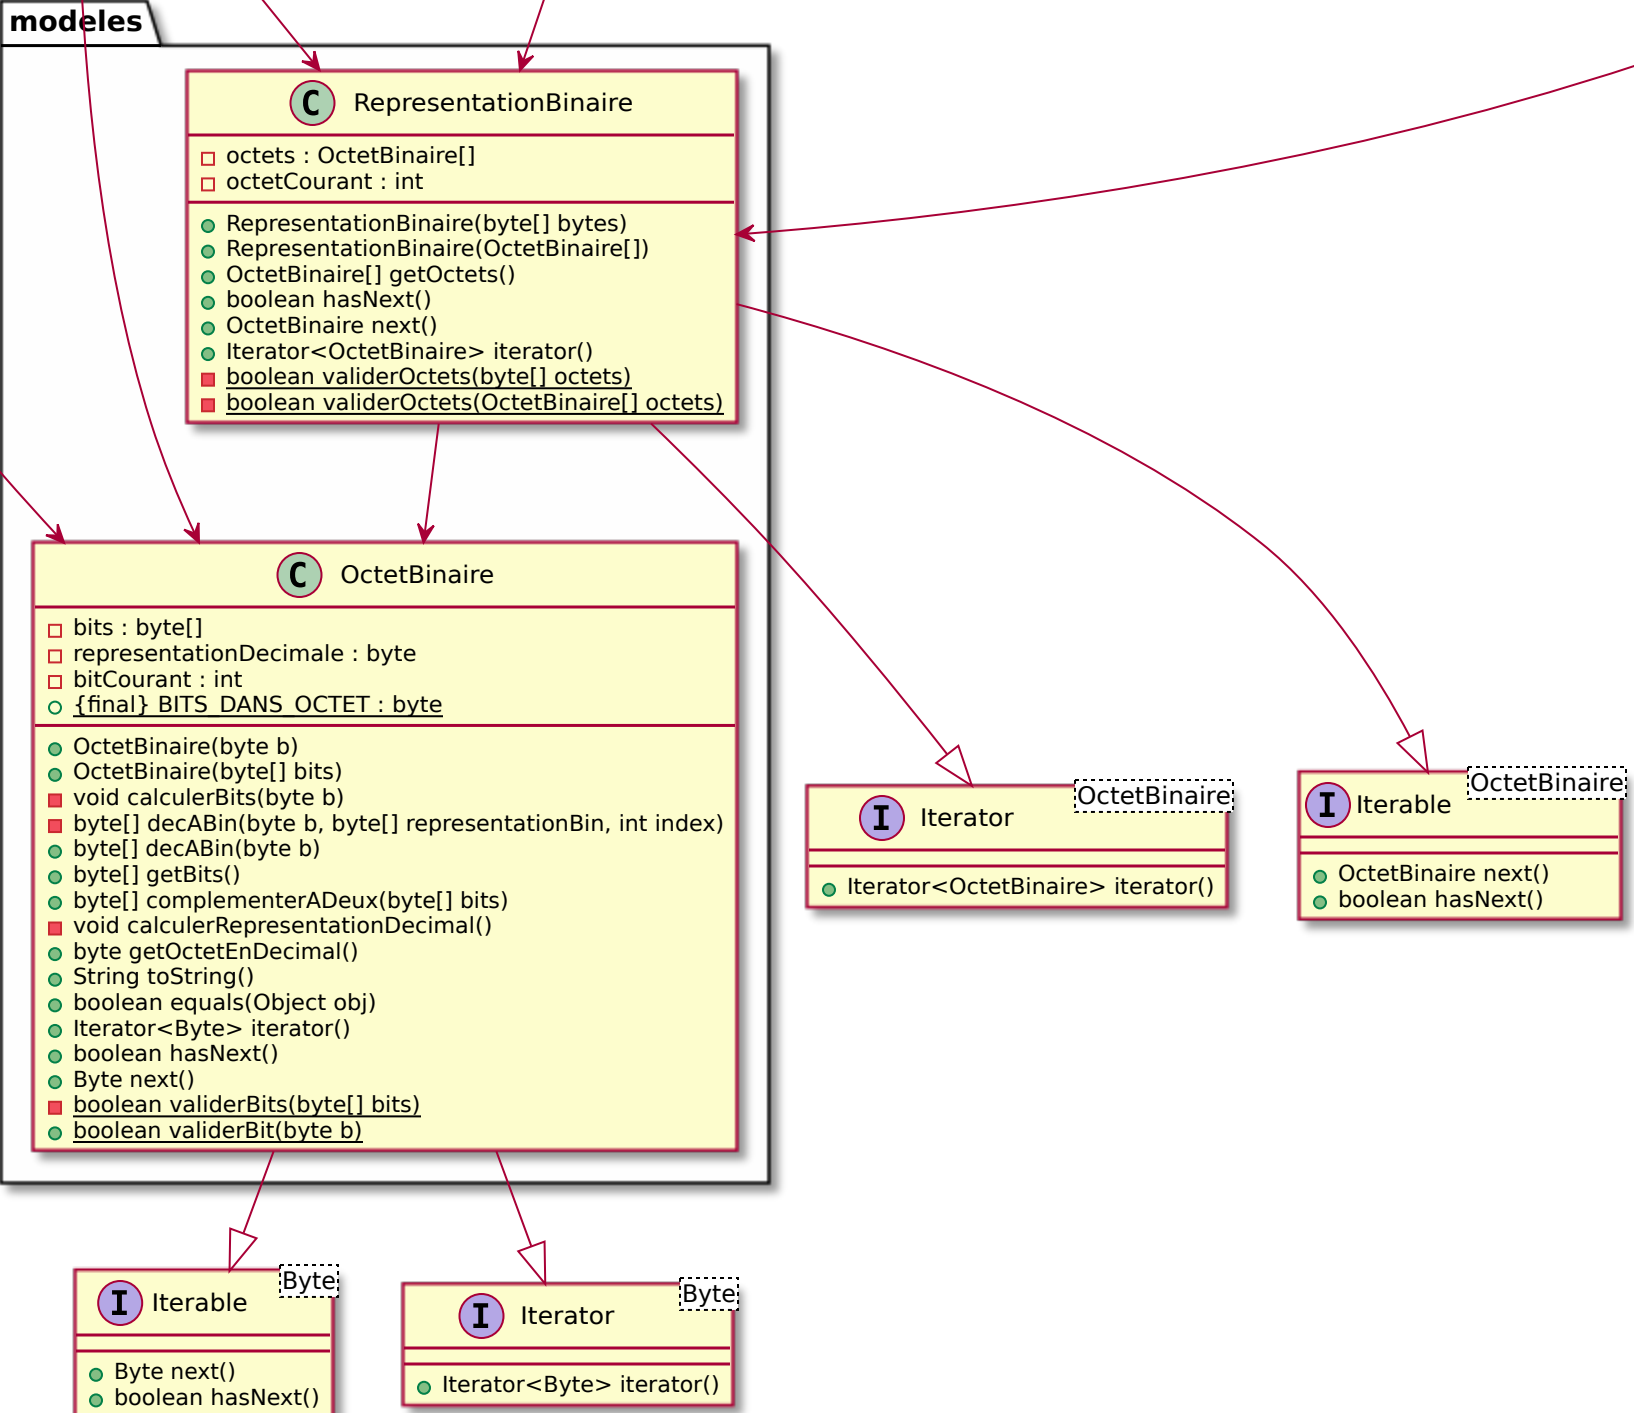 modeles
C RepresentationBinaire
octets : OctetBinaire[]
octetCourant : int
RepresentationBinaire(byte[] bytes)
RepresentationBinaire(OctetBinaire[])
OctetBinaire[] getOctets()
boolean hasNext()
OctetBinaire next()
Iterator<OctetBinaire> iterator()
boolean validerOctets(byte[] octets)
boolean validerOctets(OctetBinaire[] octets)
C OctetBinaire
bits : byte[]
representationDecimale : byte
bitCourant : int
{final} BITS_DANS_OCTET : byte
OctetBinaire(byte b)
OctetBinaire(byte[] bits)
void calculerBits(byte b)
byte[] decABin(byte b, byte[] representationBin, int index)
byte[] decABin(byte b)
byte[] getBits()
byte[] complementerADeux(byte[] bits)
void calculerRepresentationDecimal()
byte getOctetEnDecimal()
String toString()
boolean equals(Object obj)
Iterator<Byte> iterator()
boolean hasNext()
Byte next()
boolean validerBits(byte[] bits)
boolean validerBit(byte b)
OctetBinaire
I Iterator
Iterator<OctetBinaire> iterator()
OctetBinaire
I Iterable
OctetBinaire next()
boolean hasNext()
Byte
I Iterable
Byte next()
boolean hasNext()
Byte
I Iterator
Iterator<Byte> iterator()